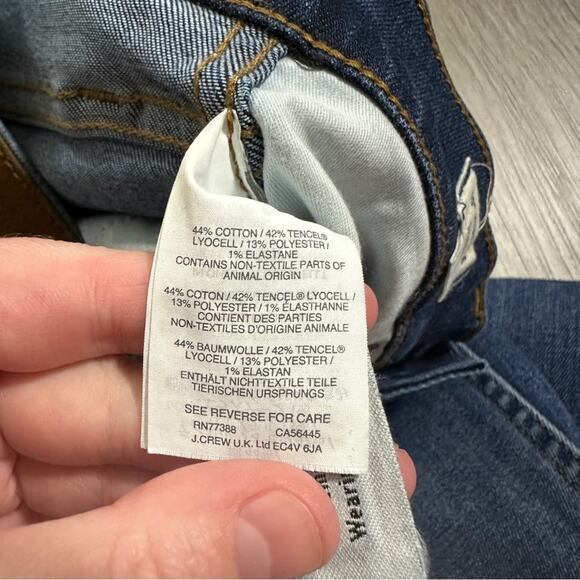 44% COTTON / 42% TENCEL®
LYOCELL / 13% POLYESTER /
1% ELASTANE
CONTAINS NON-TEXTILE PARTS OF
ANIMAL ORIGIN
44% COTON / 42% TENCEL® LYOCELL /
13% POLYESTER / 1% ÉLASTHANNE
CONTIENT DES PARTIES
NON-TEXTILES D'ORIGINE ANIMALE
44% BAUMWOLLE / 42% TENCEL®
LYOCELL / 13% POLYESTER /
1% ELASTAN
ENTHÄLT NICHTTEXTILE TEILE
TIERISCHEN URSPRUNGS
SEE REVERSE FOR CARE
RN77388 CA56445
J.CREW U.K. Ltd EC4V 6JA